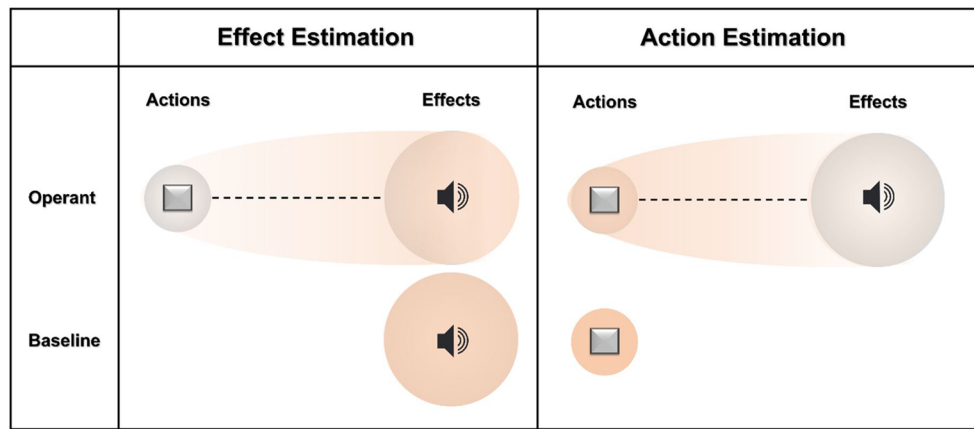 Effect Estimation
Action Estimation
Actions
Effects
Actions
Effects
Operant
Baseline